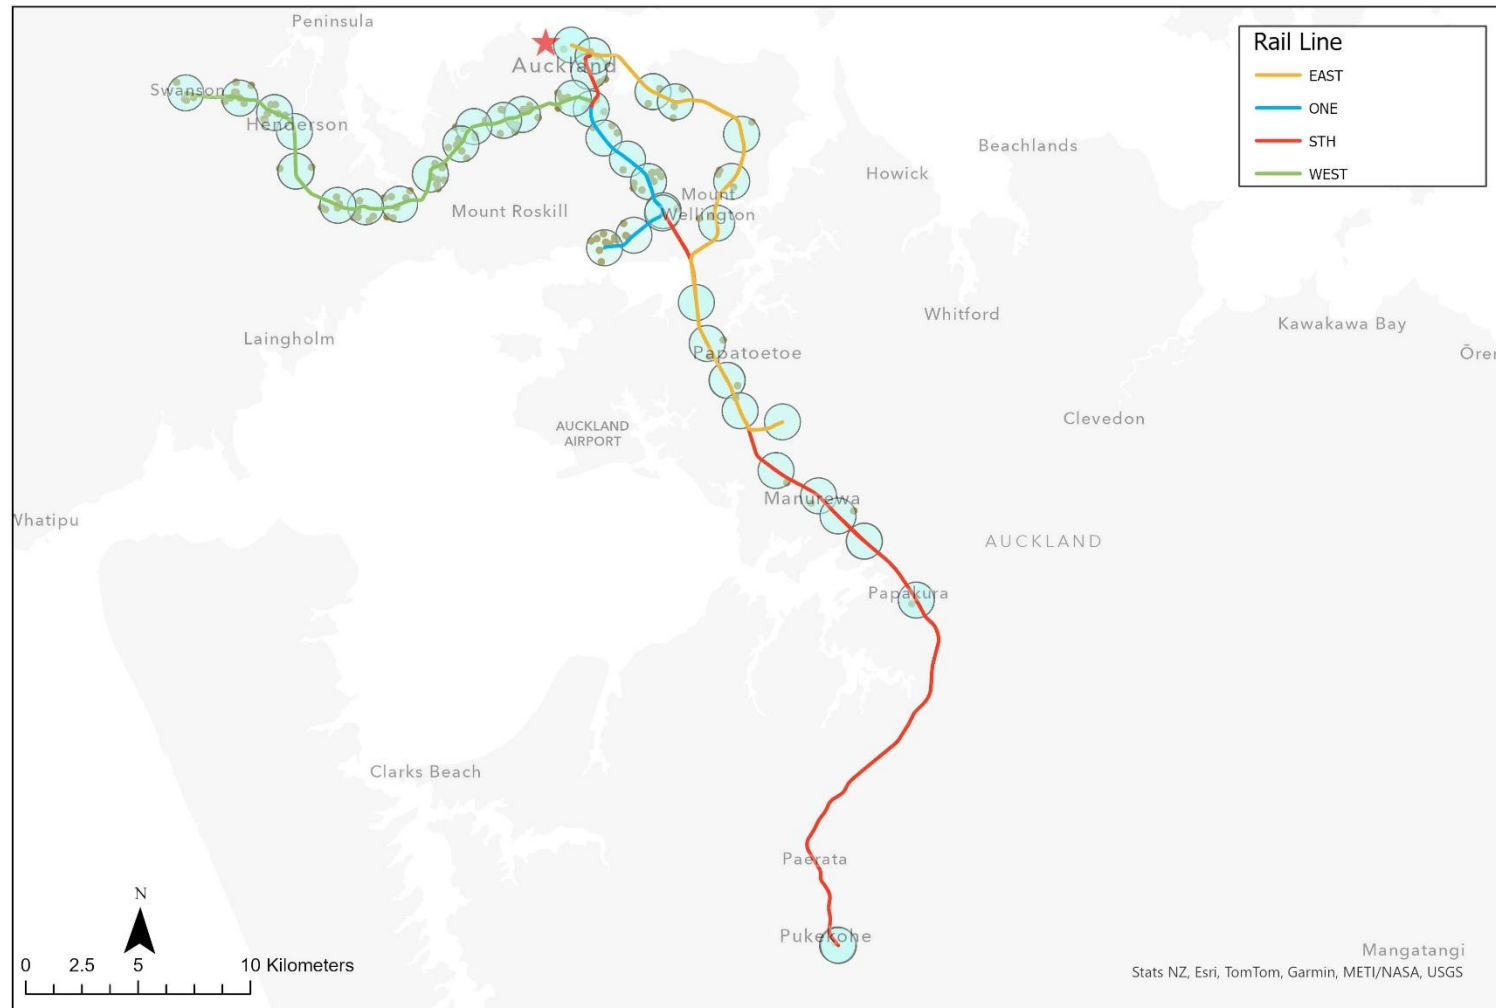 Peninsula
Rail Line
EAST
ONE
STH
WEST
Auckland
Swanson
Henderson
Beachlands
Howick
Mount
Wellington
Mount Roskill
Whitford
Kawakawa Bay
Laingholm
Papatoetoe
Ōrer
Clevedon
AUCKLAND
AIRPORT
Manurewa
Whatipu
AUCKLAND
Papakura
Clarks Beach
Paerata
N
Pukekohe
Mangatangi
0 2.5 5 10 Kilometers
Stats NZ, Esri, TomTom, Garmin, METI/NASA, USGS